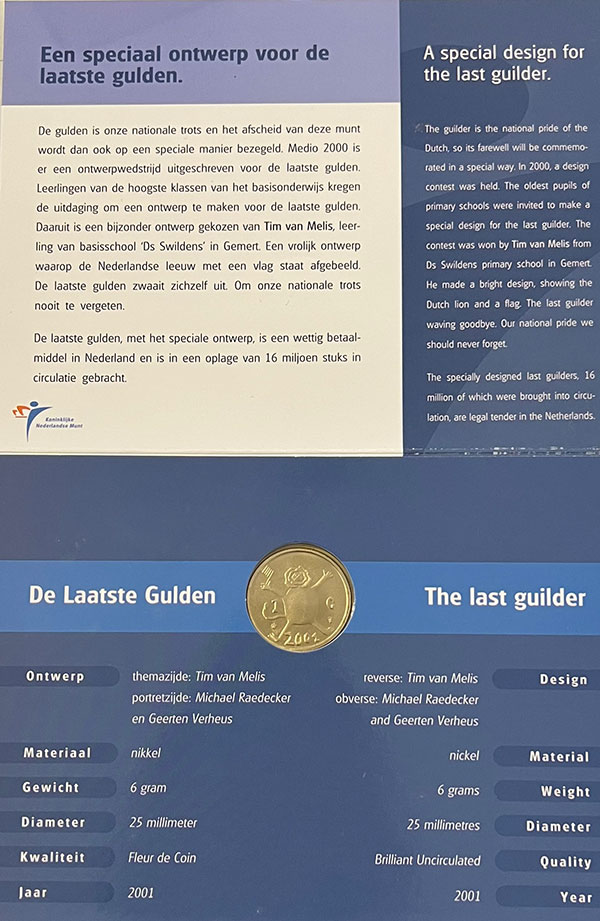 Een speciaal ontwerp voor de
laatste gulden.
De gulden is onze nationale trots en het afscheid van deze munt
wordt dan ook op een speciale manier bezegeld. Medio 2000 is
er een ontwerpwedstrijd uitgeschreven voor de laatste gulden.
Leerlingen van de hoogste klassen van het basisonderwijs kregen
de uitdaging om een ontwerp te maken voor de laatste gulden.
Daaruit is een bijzonder ontwerp gekozen van Tim van Melis, leer-
ling van basisschool 'Ds Swildens' in Gemert. Een vrolijk ontwerp
waarop de Nederlandse leeuw met een vlag staat afgebeeld.
De laatste gulden zwaait zichzelf uit. Om onze nationale trots
nooit te vergeten.
De laatste gulden, met het speciale ontwerp, is een wettig betaal-
middel in Nederland en is in een oplage van 16 miljoen stuks in
circulatie gebracht.
Koninklijke
Nederlandse Munt
A special design for
the last guilder.
The guilder is the national pride of the
Dutch, so its farewell will be commemo-
rated in a special way. In 2000, a design
contest was held. The oldest pupils of
primary schools were invited to make a
special design for the last guilder. The
contest was won by Tim van Melis from
Ds Swildens primary school in Gemert.
He made a bright design, showing the
Dutch lion and a flag. The last guilder
waving goodbye. Our national pride we
should never forget.
The specially designed last guilders, 16
million of which were brought into circu-
lation, are legal tender in the Netherlands.
De Laatste Gulden
1 G
2001
The last guilder
Ontwerp themazijde: Tim van Melis
portretzijde: Michael Raedecker
en Geerten Verheus
reverse: Tim van Melis Design
obverse: Michael Raedecker
and Geerten Verheus
Materiaal nikkel nickel Material
Gewicht 6 gram 6 grams Weight
Diameter 25 millimeter 25 millimetres Diameter
Kwaliteit Fleur de Coin Brilliant Uncirculated Quality
Jaar 2001 2001 Year